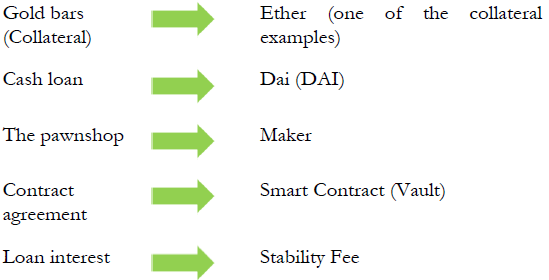 Gold bars
(Collateral)
Ether (one of the collateral
examples)
Cash loan
Dai (DAI)
The pawnshop
Maker
Contract
agreement
Smart Contract (Vault)
Loan interest
Stability Fee